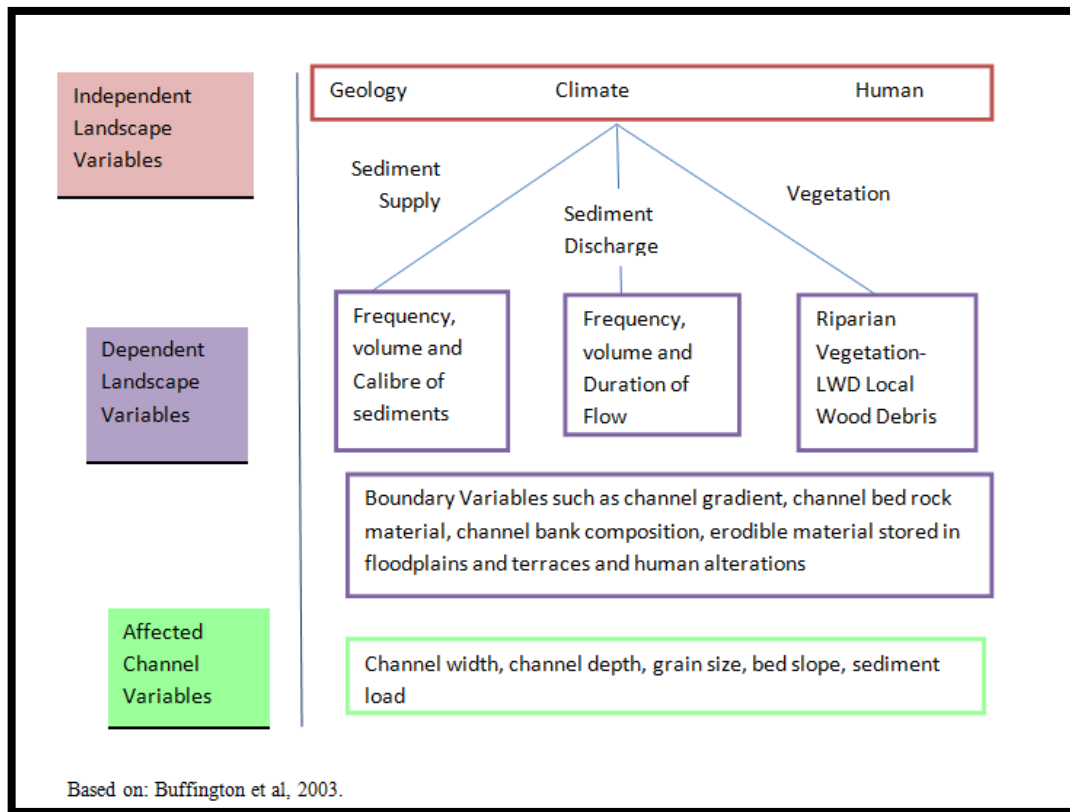 Independent
Landscape
Variables
Geology Climate Human
Sediment
Supply
Sediment
Discharge
Vegetation
Dependent
Landscape
Variables
Frequency,
volume and
Calibre of
sediments
Frequency,
volume and
Duration of
Flow
Riparian
Vegetation-
LWD Local
Wood Debris
Boundary Variables such as channel gradient, channel bed rock
material, channel bank composition, erodible material stored in
floodplains and terraces and human alterations
Affected
Channel
Variables
Channel width, channel depth, grain size, bed slope, sediment
load
Based on: Buffington et al, 2003.